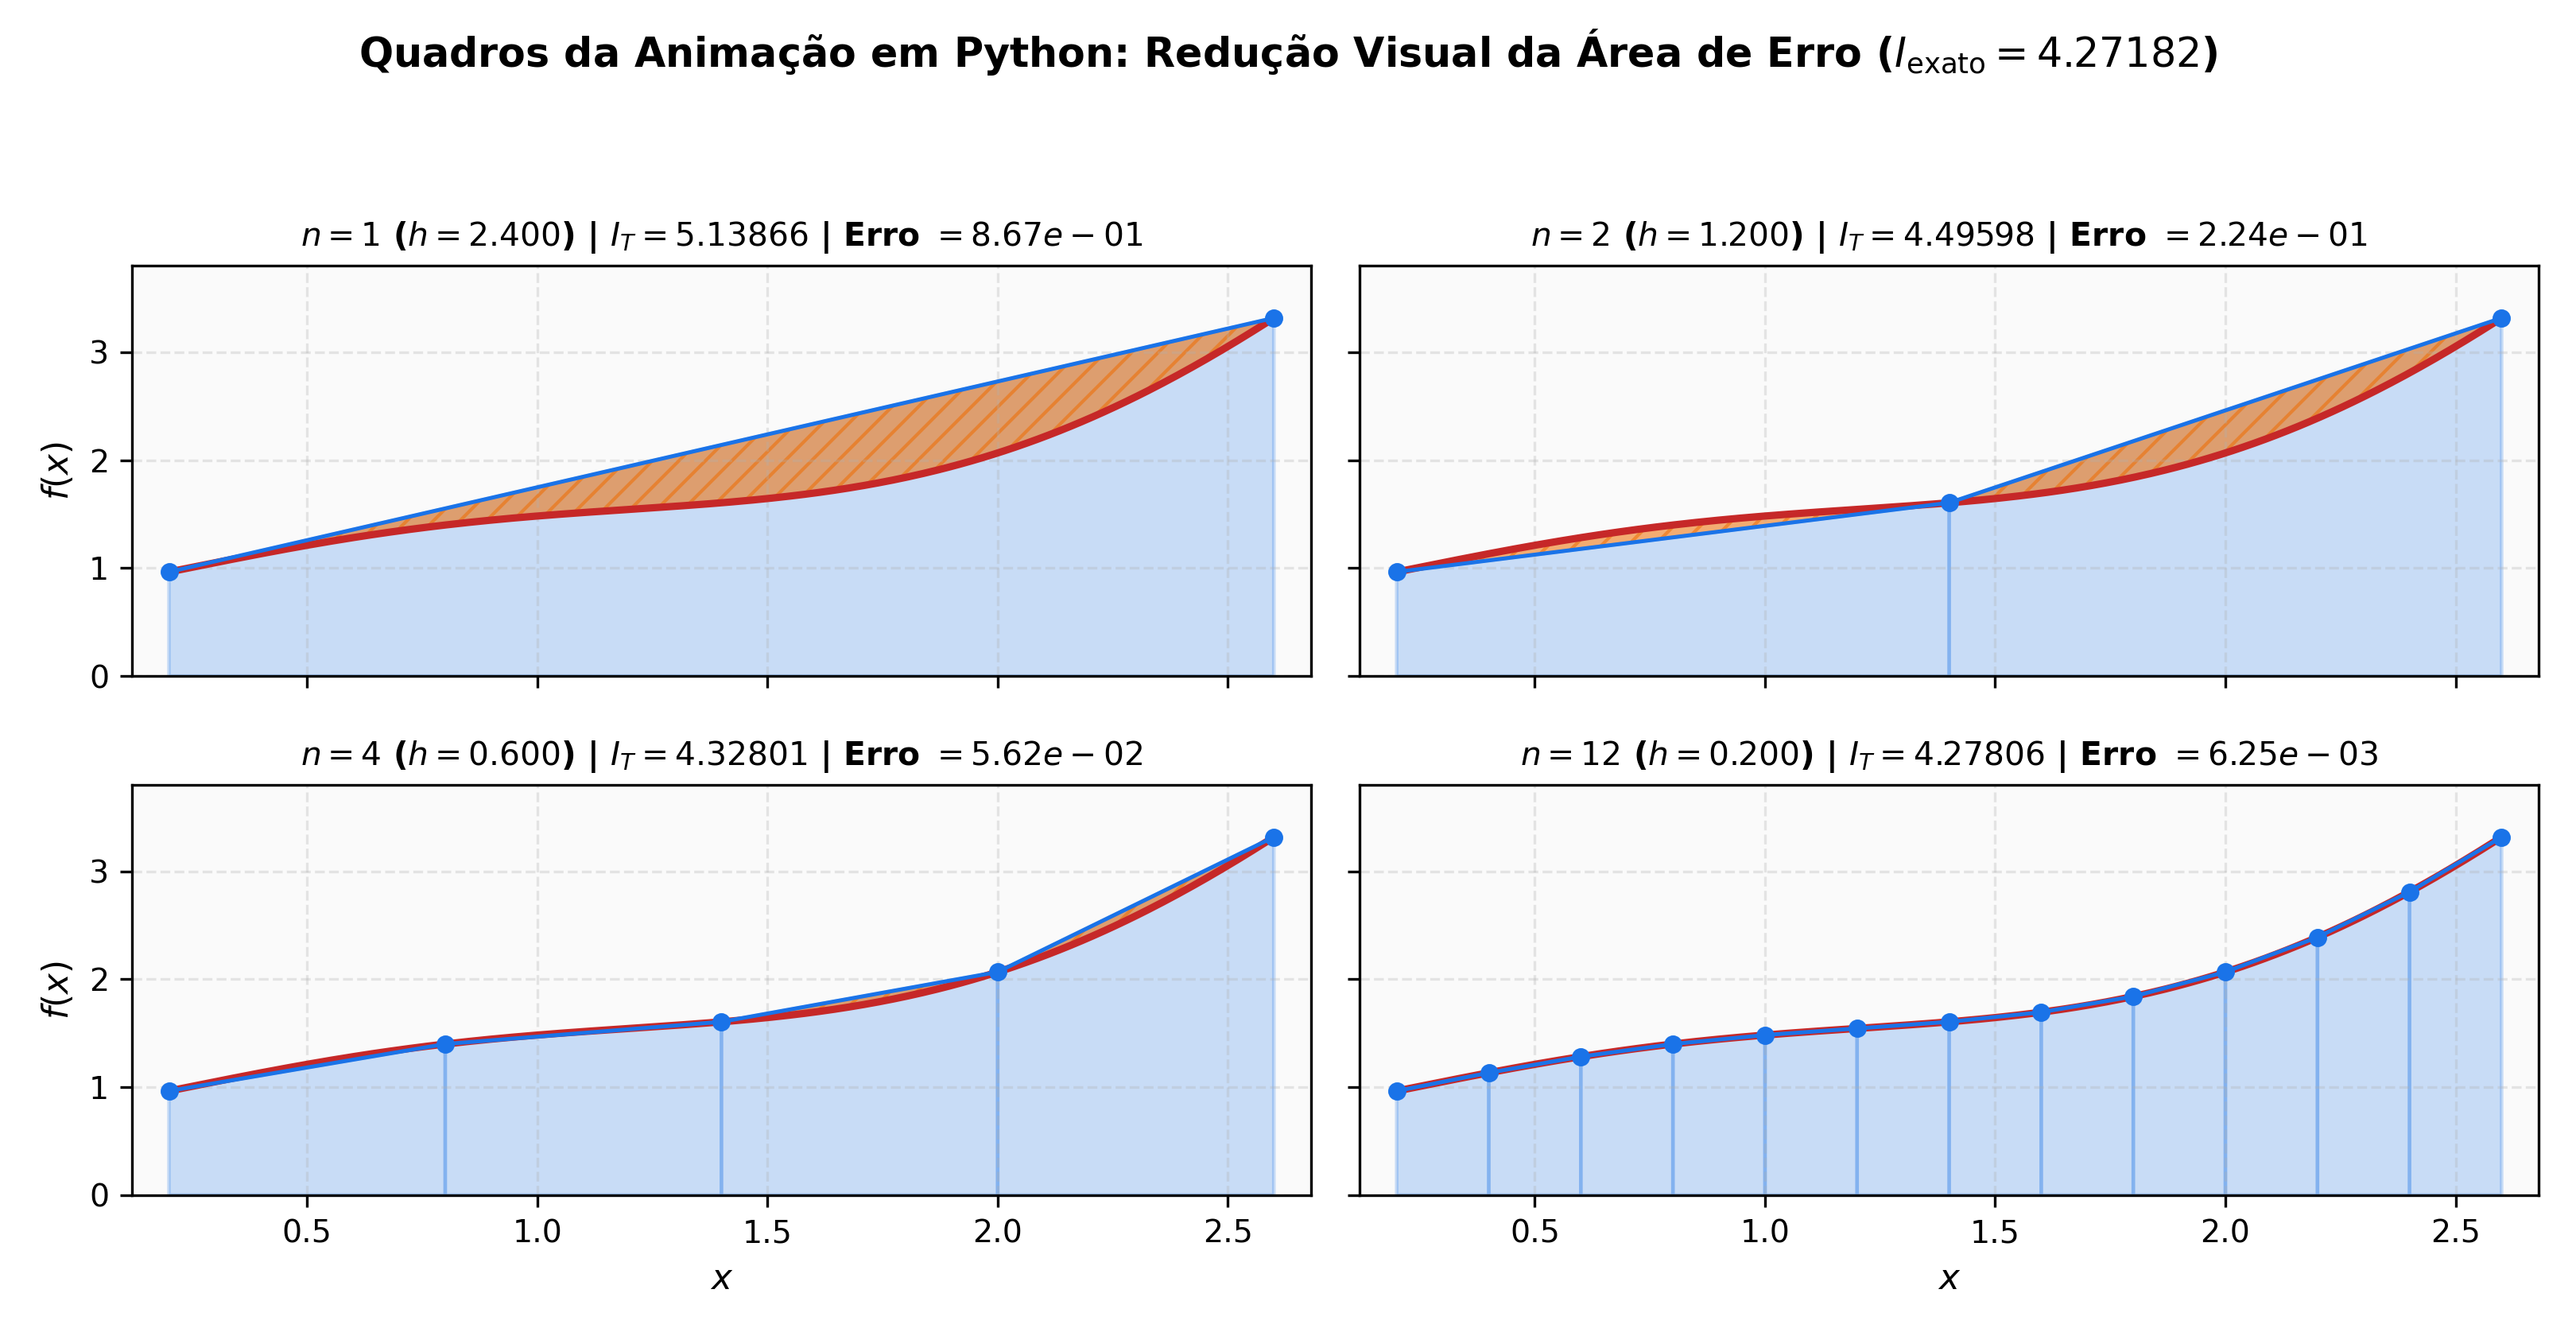 Quadros da Animação em Python: Redução Visual da Área de Erro (I_exato = 4.27182)
n = 1 (h = 2.400) | I_T = 5.13866 | Erro = 8.67e − 01
n = 2 (h = 1.200) | I_T = 4.49598 | Erro = 2.24e − 01
f(x)
3
2
1
0
n = 4 (h = 0.600) | I_T = 4.32801 | Erro = 5.62e − 02
n = 12 (h = 0.200) | I_T = 4.27806 | Erro = 6.25e − 03
f(x)
3
2
1
0
0.5 1.0 1.5 2.0 2.5
0.5 1.0 1.5 2.0 2.5
x
x